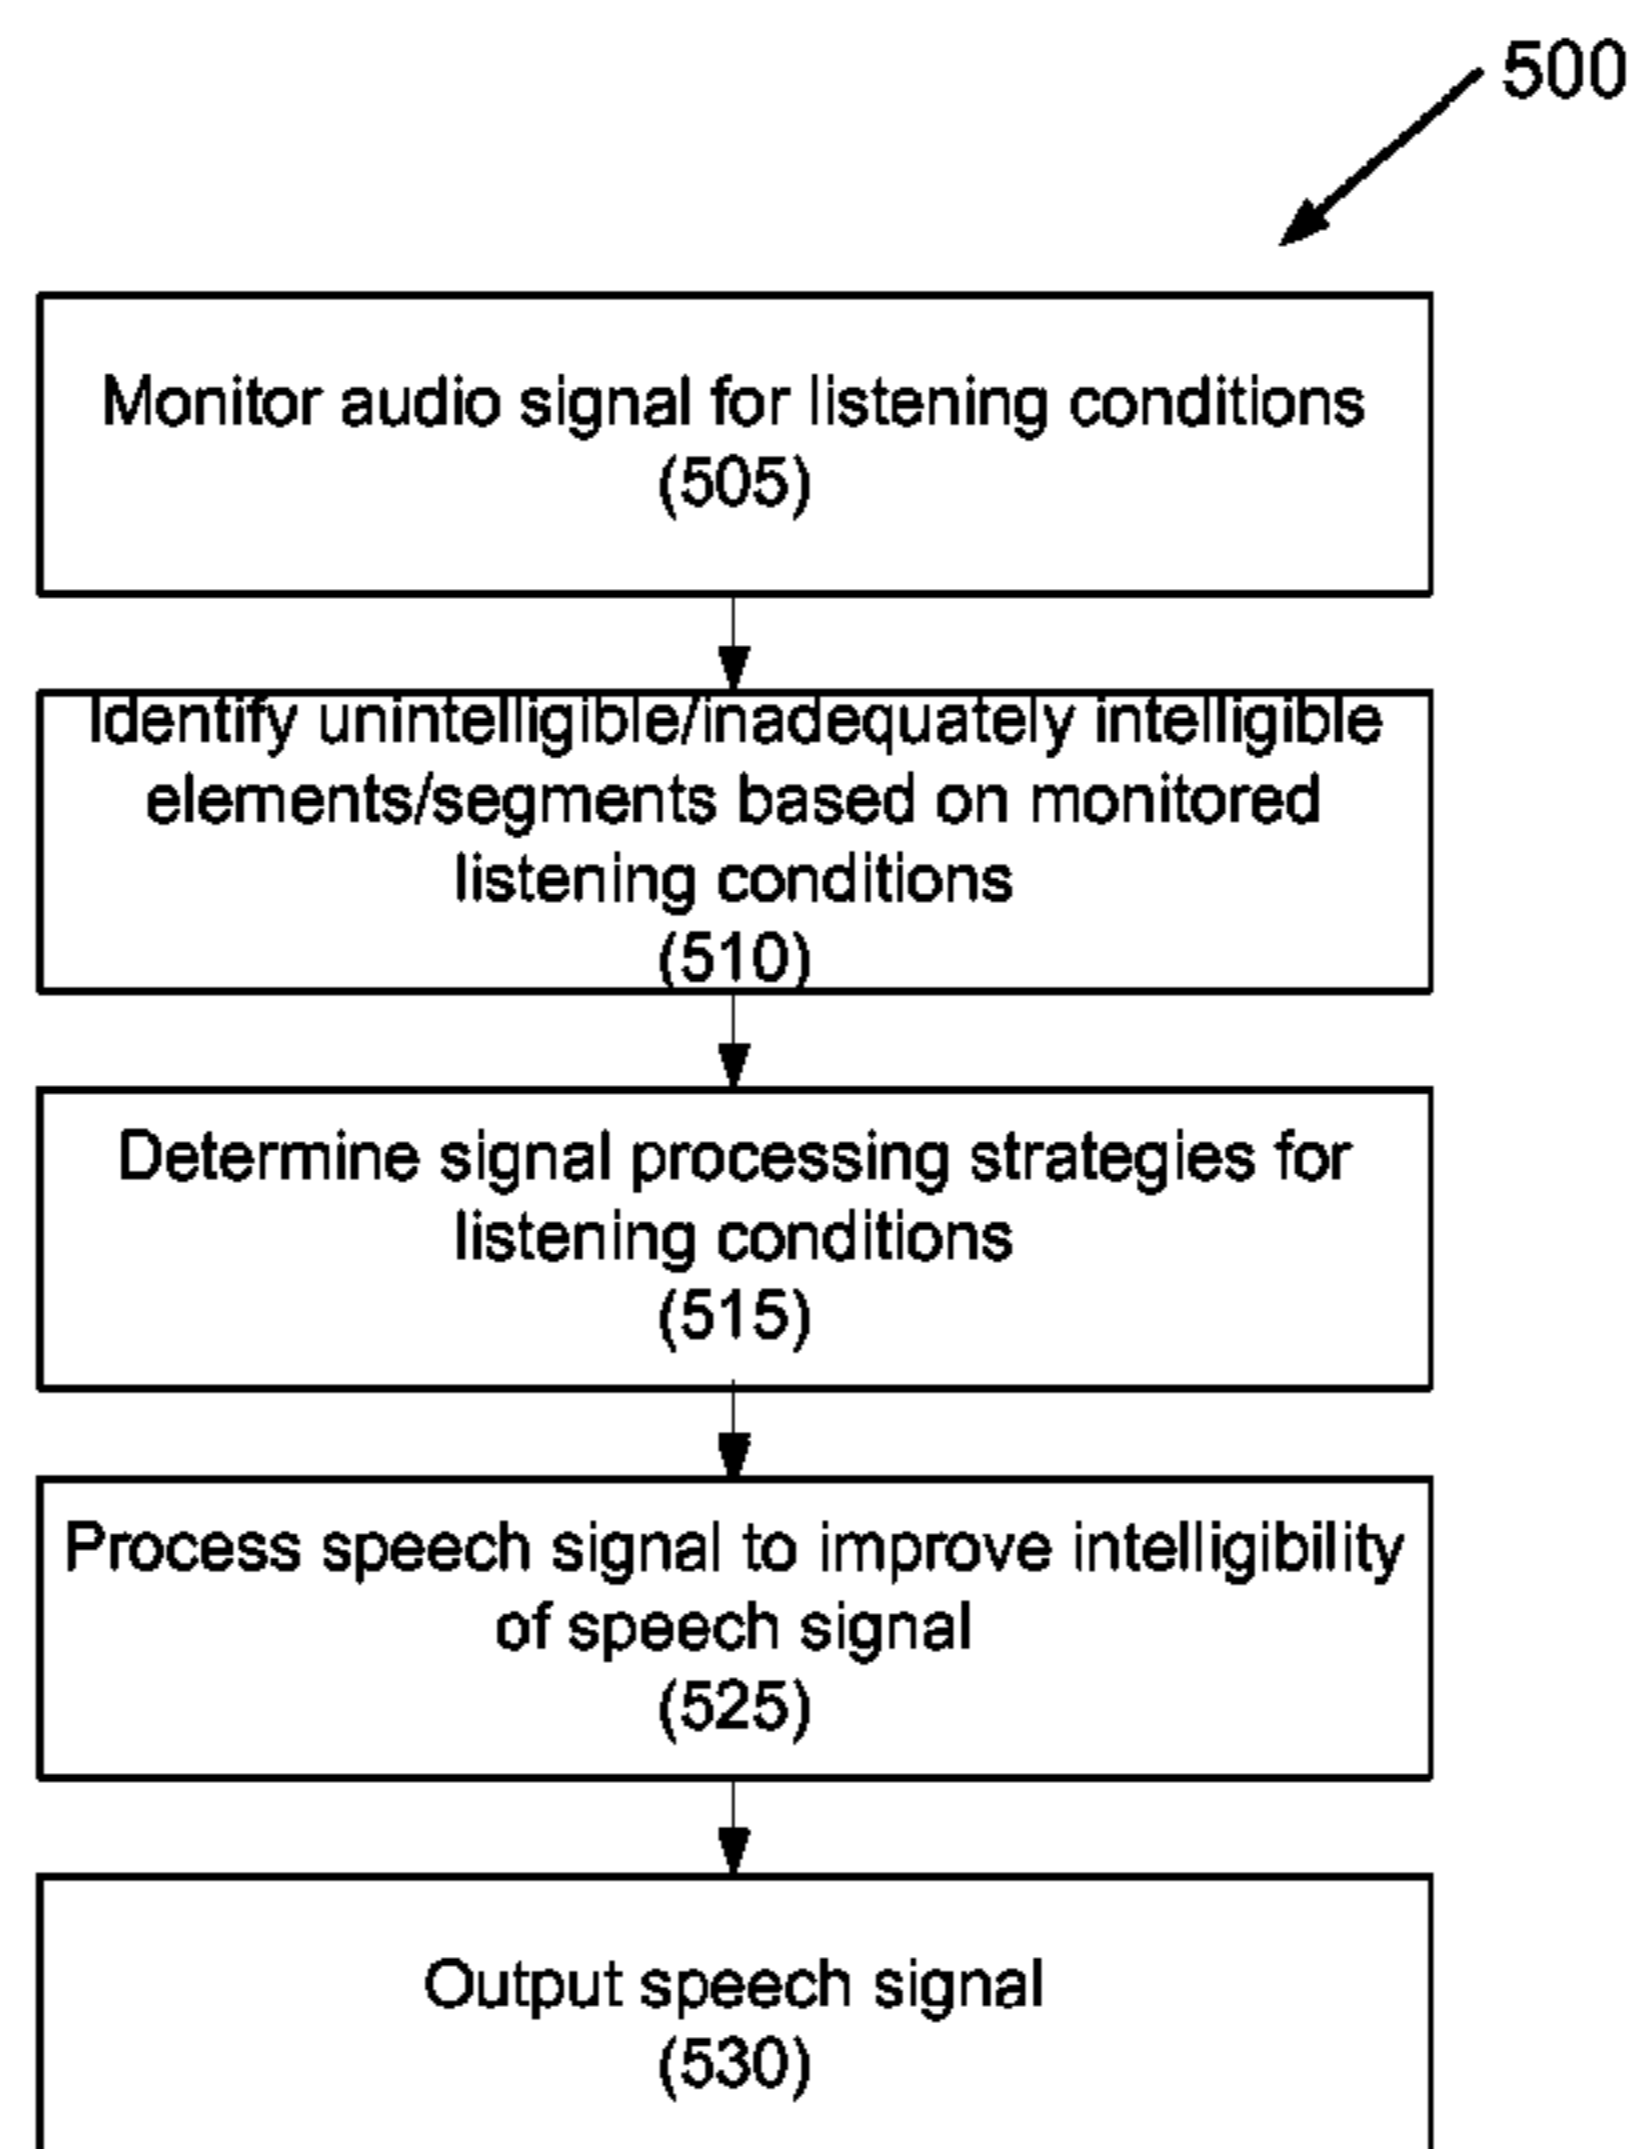 500
Monitor audio signal for listening conditions
(505)
Identify unintelligible/inadequately intelligible
elements/segments based on monitored
listening conditions
(510)
Determine signal processing strategies for
listening conditions
(515)
Process speech signal to improve intelligibility
of speech signal
(525)
Output speech signal
(530)